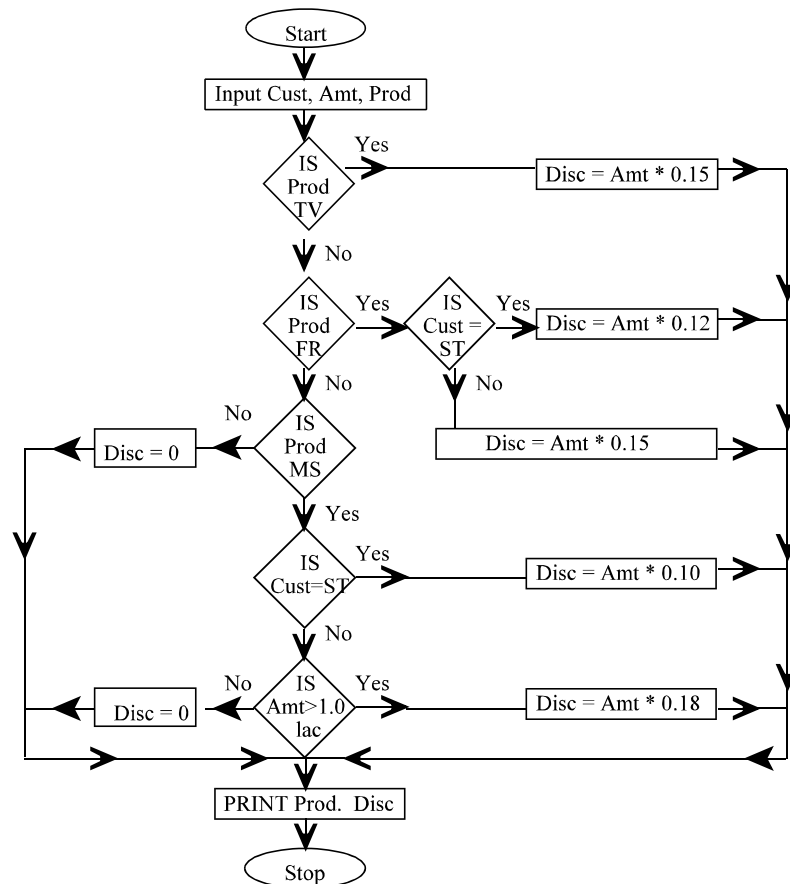 Start
Input Cust, Amt, Prod
IS
Prod
TV
Yes
Disc = Amt * 0.15
No
IS
Prod
FR
Yes
IS
Cust =
ST
Yes
Disc = Amt * 0.12
No
No
Disc = Amt * 0.15
IS
Prod
MS
No
Disc = 0
Yes
IS
Cust=ST
Yes
Disc = Amt * 0.10
No
IS
Amt>1.0
lac
No
Disc = 0
Yes
Disc = Amt * 0.18
PRINT Prod. Disc
Stop